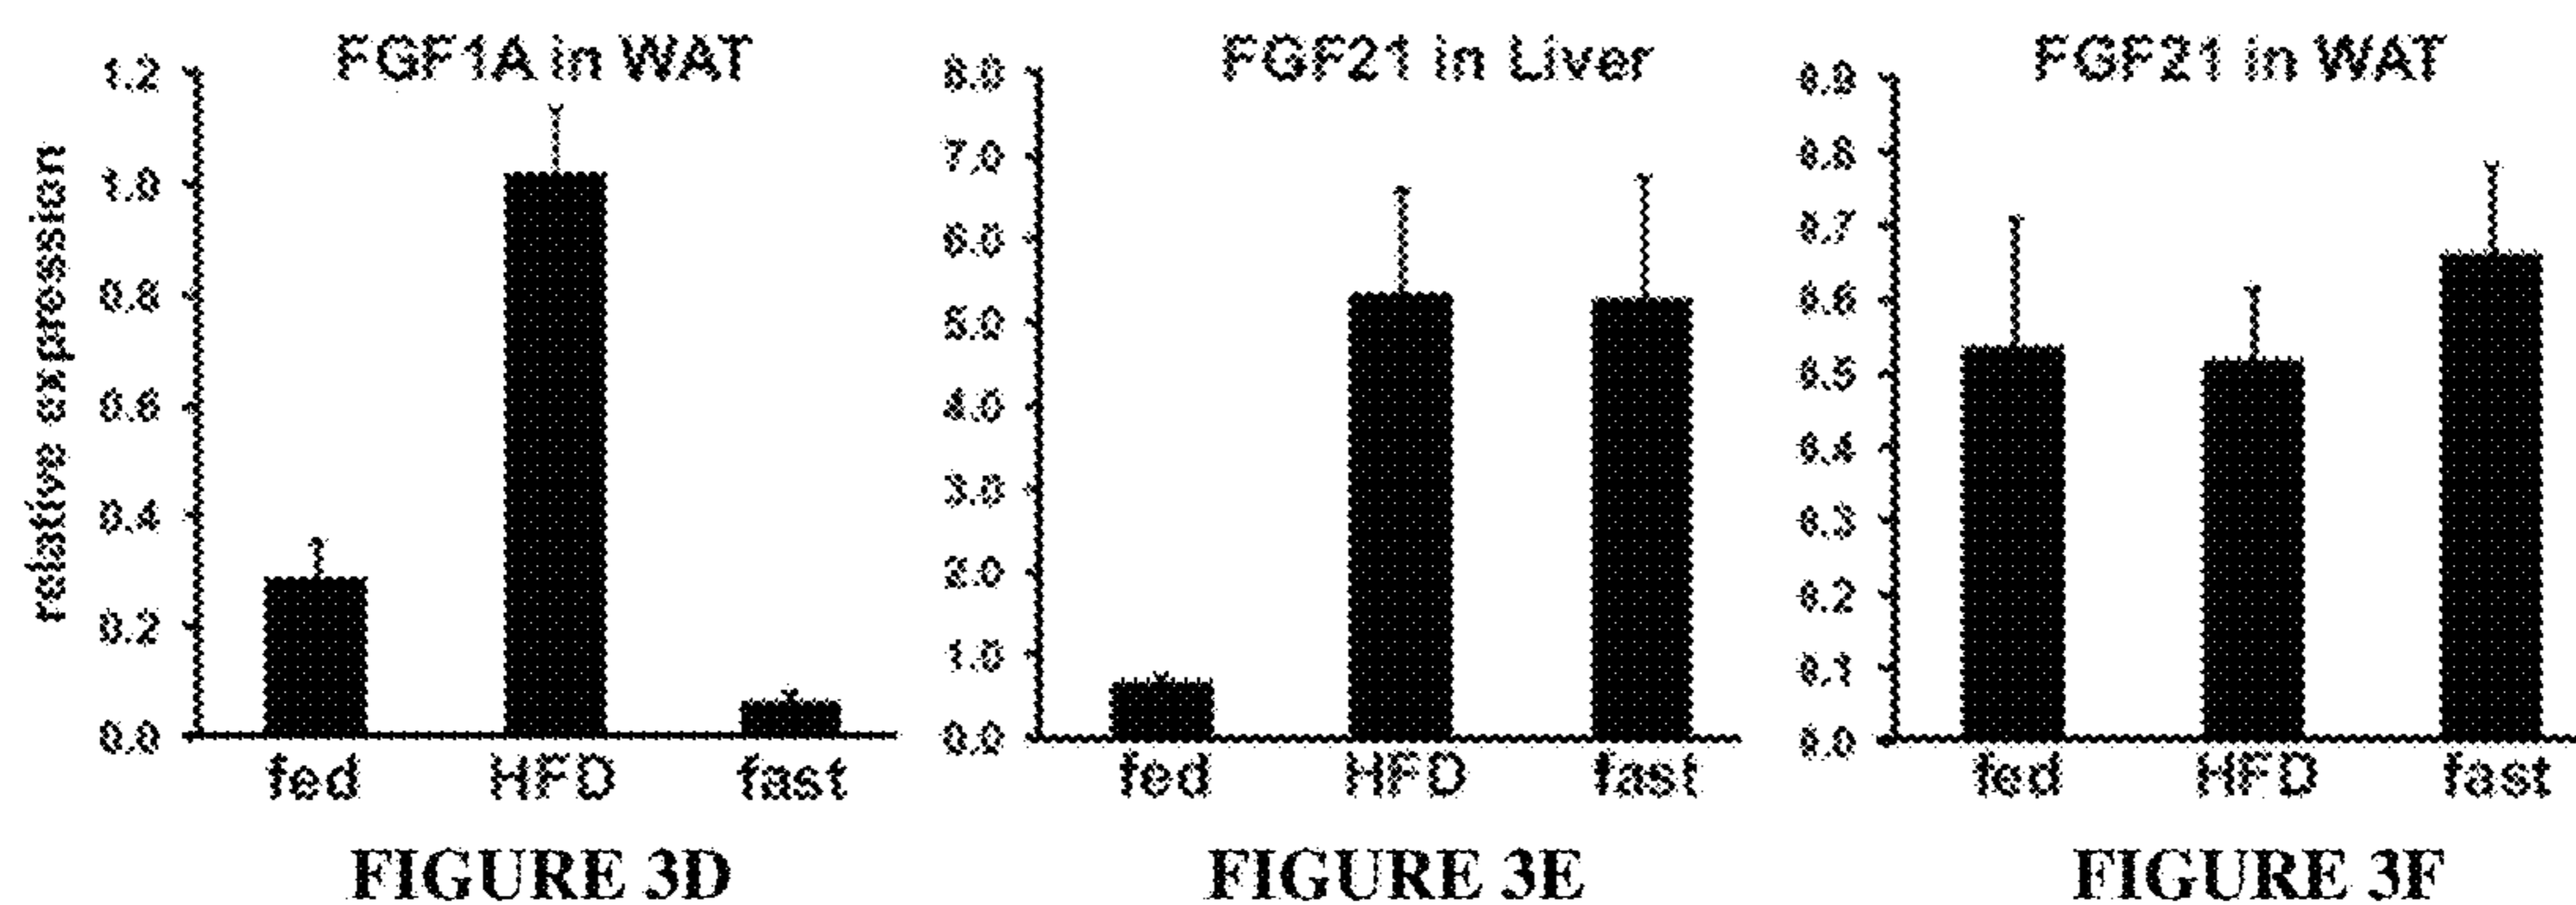 FGF1A in WAT
relative expression
1.2
1.0
0.8
0.6
0.4
0.2
0.0
fed HFD fast
FIGURE 3D
FGF21 in Liver
8.0
7.0
6.0
5.0
4.0
3.0
2.0
1.0
0.0
fed HFD fast
FIGURE 3E
FGF21 in WAT
0.9
0.8
0.7
0.6
0.5
0.4
0.3
0.2
0.1
0.0
fed HFD fast
FIGURE 3F